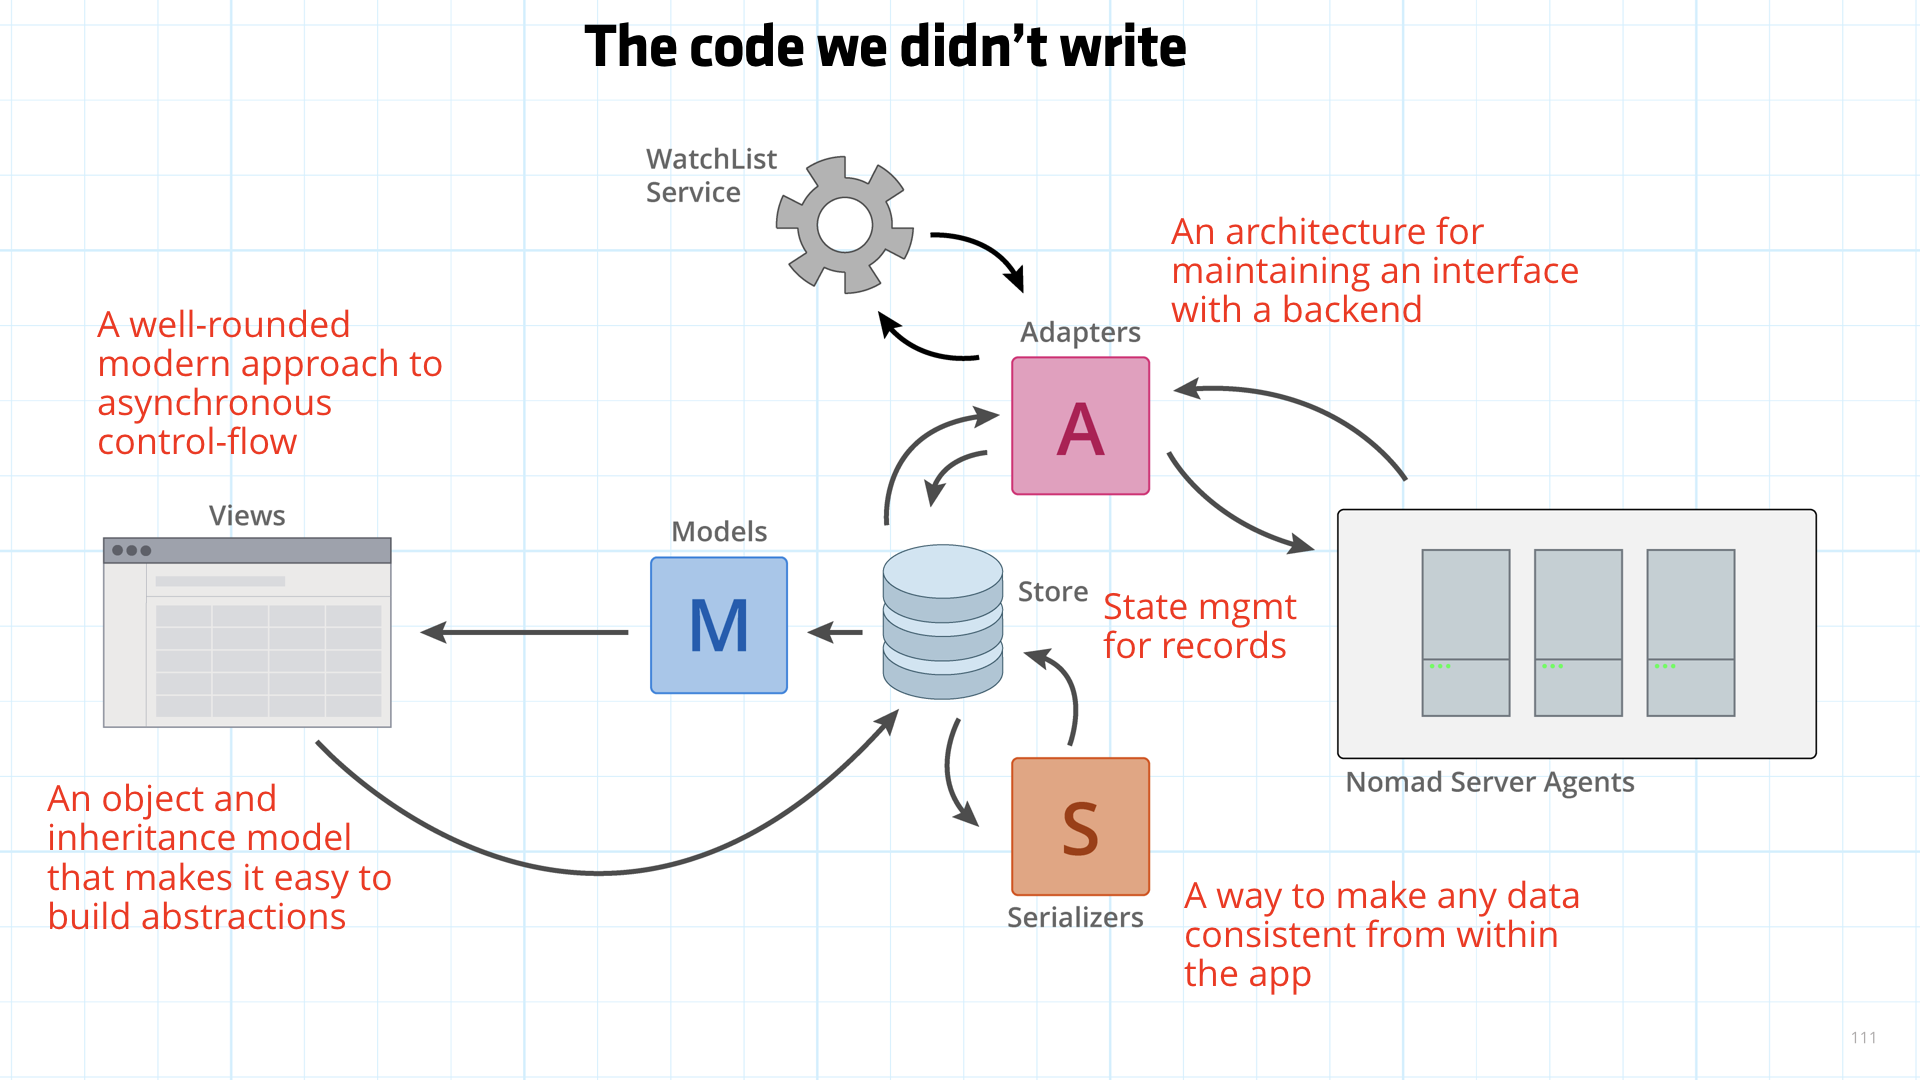 The code we didn’t write
WatchList
Service
An architecture for
maintaining an interface
with a backend
Adapters
A
A well-rounded
modern approach to
asynchronous
control-flow
Views
Models
M
Store
State mgmt
for records
Nomad Server Agents
An object and
inheritance model
that makes it easy to
build abstractions
S
Serializers
A way to make any data
consistent from within
the app
111